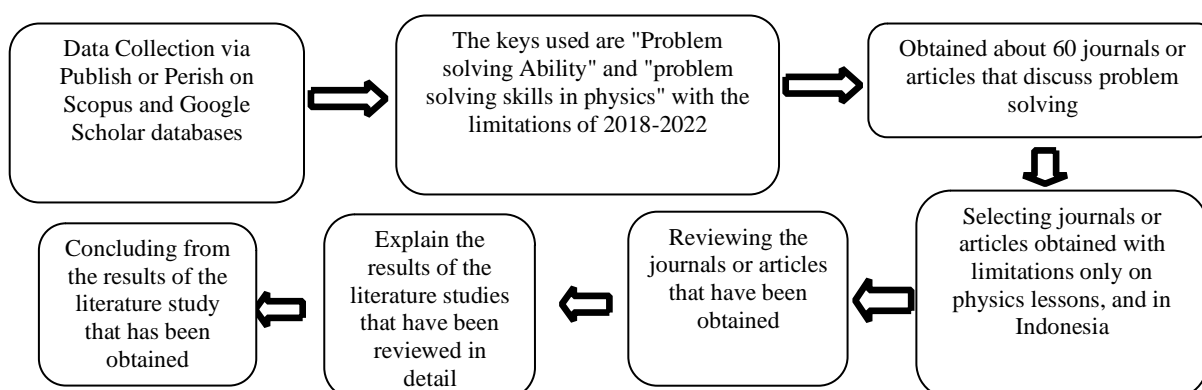 Data Collection via
Publish or Perish on
Scopus and Google
Scholar databases
The keys used are "Problem
solving Ability" and "problem
solving skills in physics" with the
limitations of 2018-2022
Obtained about 60 journals or
articles that discuss problem
solving
Selecting journals or
articles obtained with
limitations only on
physics lessons, and in
Indonesia
Reviewing the
journals or articles
that have been
obtained
Explain the
results of the
literature studies
that have been
reviewed in
detail
Concluding from
the results of the
literature study
that has been
obtained